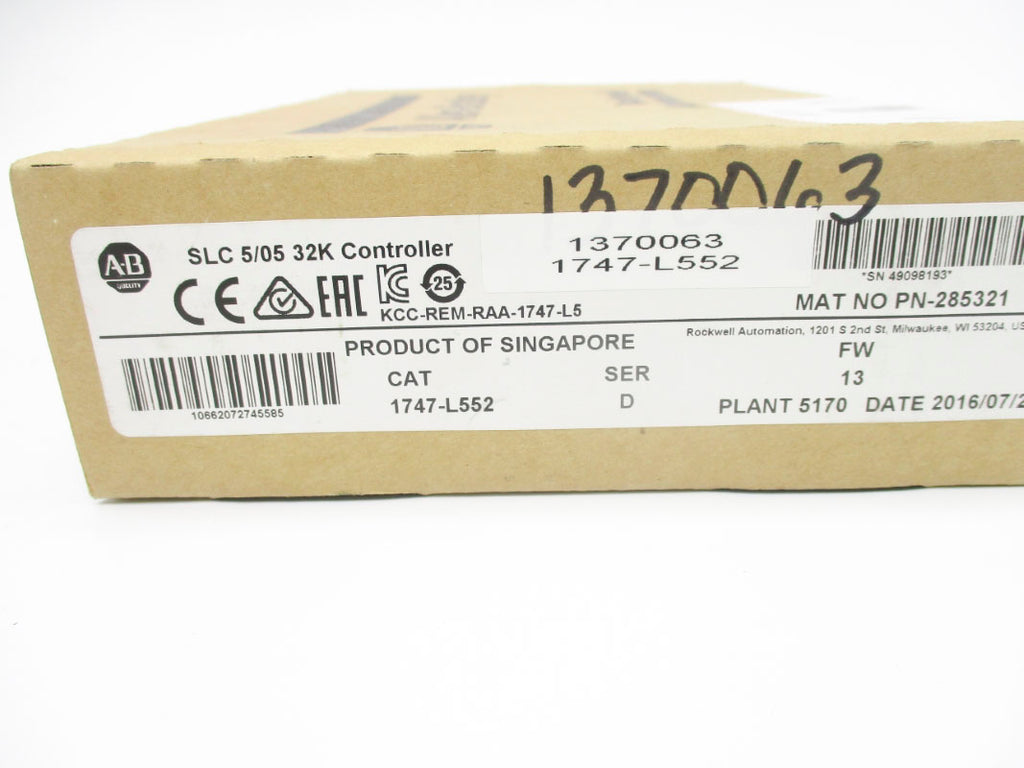 1370063
A-B
QUALITY
SLC 5/05 32K Controller
1370063
1747-L552
*SN 49098193*
CE
EAC
25
KCC-REM-RAA-1747-L5
MAT NO PN-285321
Rockwell Automation, 1201 S 2nd St, Milwaukee, WI 53204,
PRODUCT OF SINGAPORE
FW
CAT
SER
13
1747-L552
D
PLANT 5170 DATE 2016/07/2
10662072745585